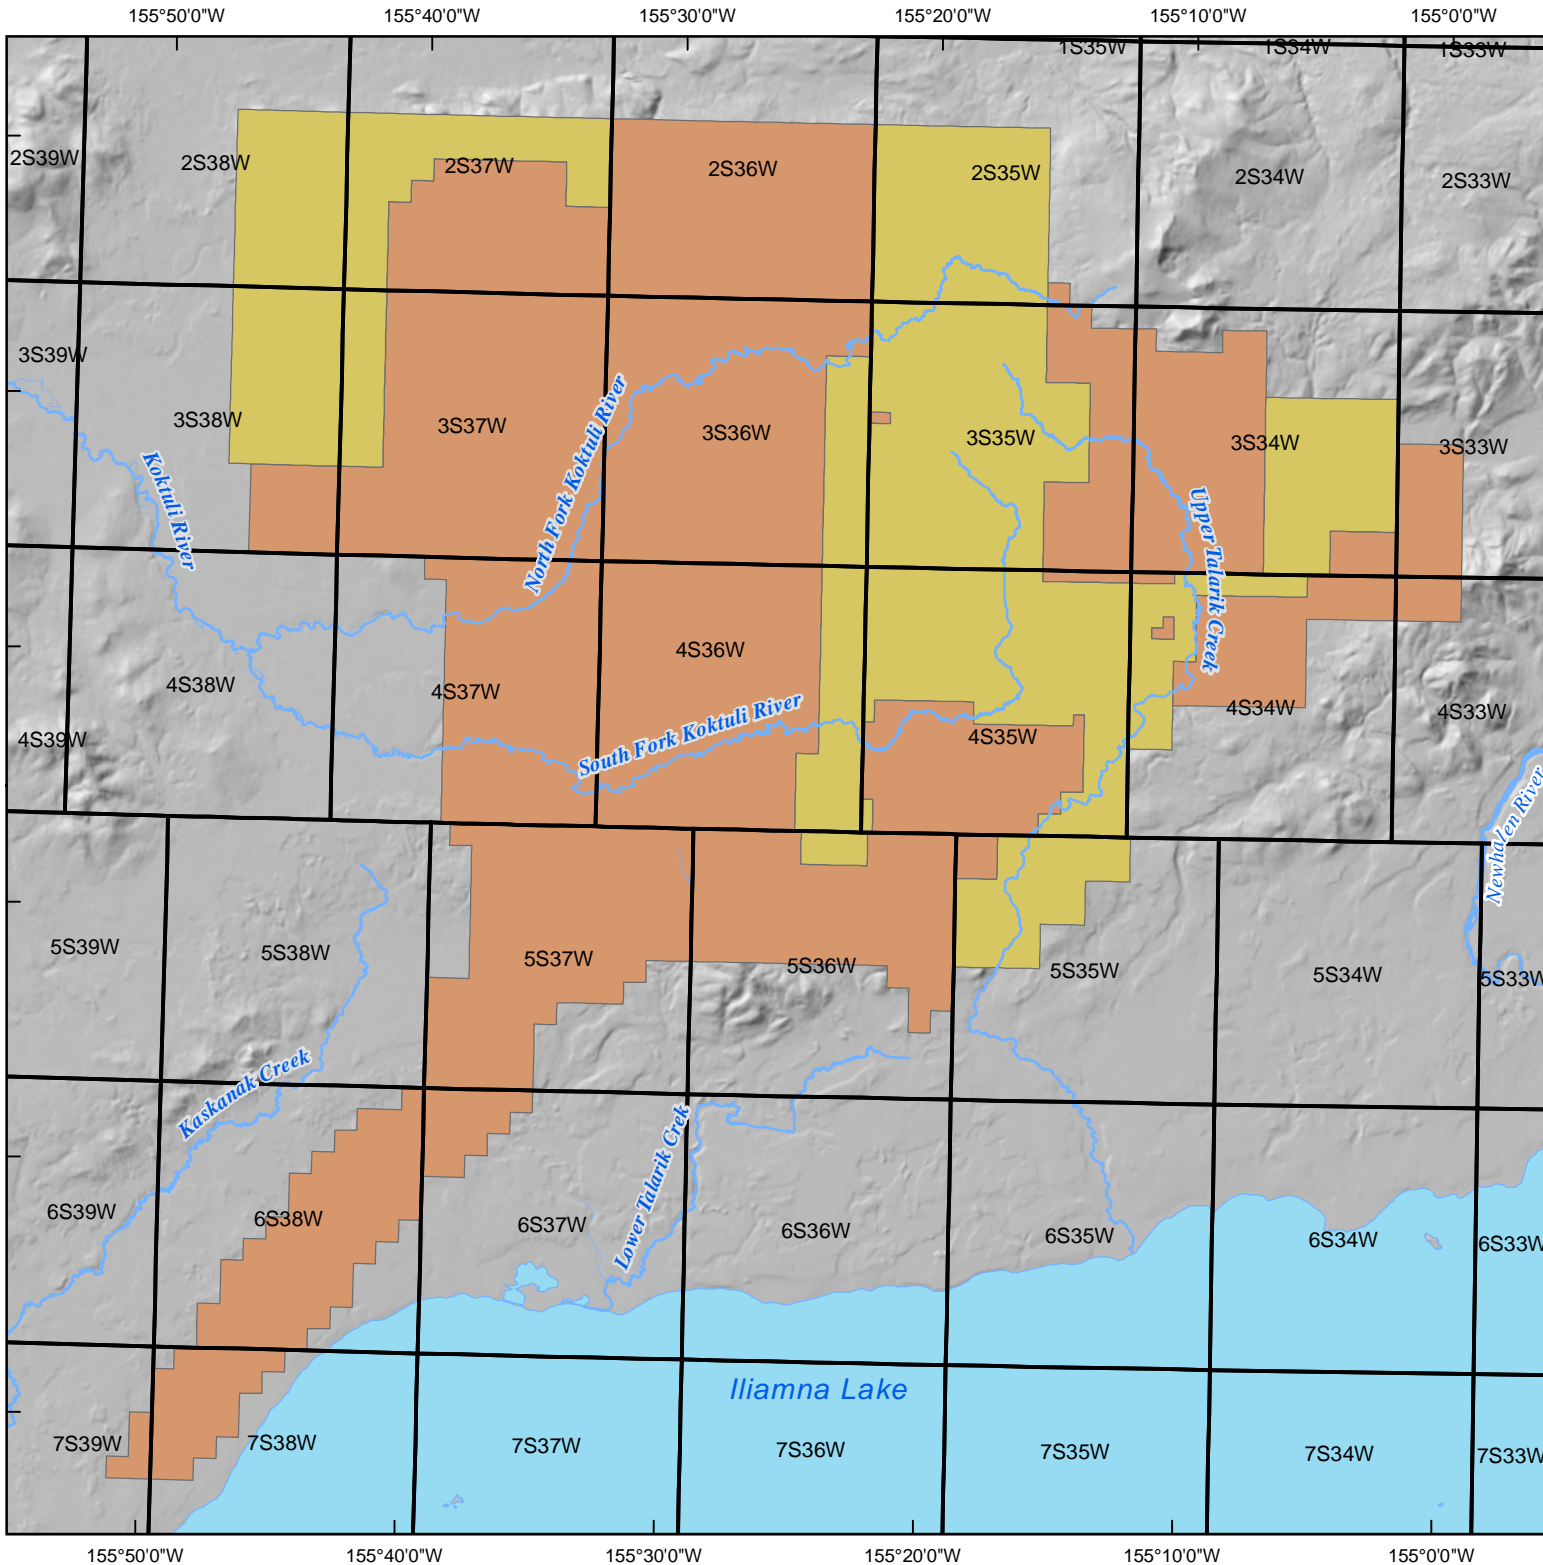 155°50'0"W 155°40'0"W 155°30'0"W 155°20'0"W 155°10'0"W 155°0'0"W
1S35W 1S34W 1S33W
2S39W 2S38W 2S37W 2S36W 2S35W 2S34W 2S33W
3S39W 3S38W 3S37W 3S36W 3S35W 3S34W 3S33W
Koktuli River
North Fork Koktuli River
Upper Talarik Creek
4S39W 4S38W 4S37W 4S36W 4S35W 4S34W 4S33W
South Fork Koktuli River
Newhalen River
5S39W 5S38W 5S37W 5S36W 5S35W 5S34W 5S33W
Kaskanak Creek
Lower Talarik Crek
6S39W 6S38W 6S37W 6S36W 6S35W 6S34W 6S33W
Iliamna Lake
7S39W 7S38W 7S37W 7S36W 7S35W 7S34W 7S33W
155°50'0"W 155°40'0"W 155°30'0"W 155°20'0"W 155°10'0"W 155°0'0"W